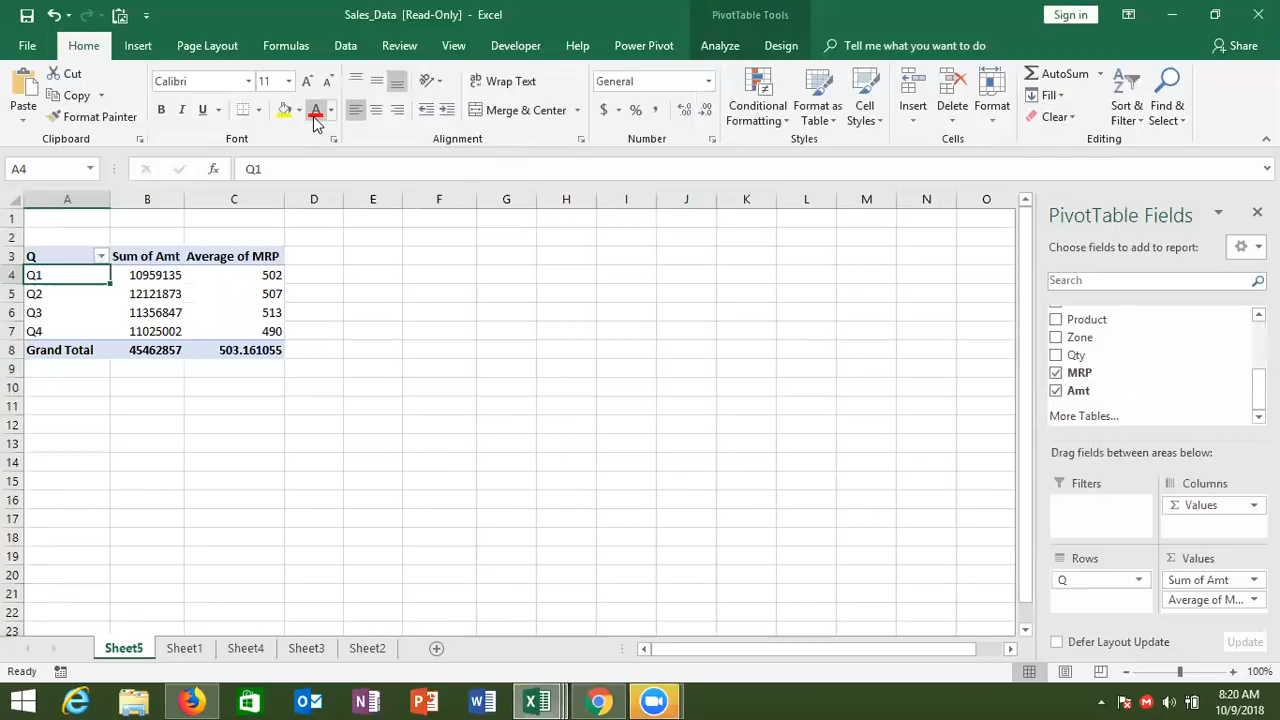 Sales_Data [Read-Only] - Excel
PivotTable Tools
Sign in
File
Home
Insert
Page Layout
Formulas
Data
Review
View
Developer
Help
Power Pivot
Analyze
Design
Tell me what you want to do
Share
Paste
Cut
Copy
Format Painter
Clipboard
Calibri
11
B I U
Font
Wrap Text
Merge & Center
Alignment
General
$ % ,
Number
Conditional Formatting
Format as Table
Cell Styles
Styles
Insert
Delete
Format
Cells
AutoSum
Fill
Clear
Sort & Filter
Find & Select
Editing
A4
fx
Q1
A B C D E F G H I J K L M N O
1
2
3 Q Sum of Amt Average of MRP
4 Q1 10959135 502
5 Q2 12121873 507
6 Q3 11356847 513
7 Q4 11025002 490
8 Grand Total 45462857 503.161055
9
10
11
12
13
14
15
16
17
18
19
20
21
22
23
PivotTable Fields
Choose fields to add to report:
Search
Product
Zone
Qty
MRP
Amt
More Tables...
Drag fields between areas below:
Filters
Columns
Σ Values
Rows
Σ Values
Q
Sum of Amt
Average of M...
Defer Layout Update
Update
Sheet5
Sheet1
Sheet4
Sheet3
Sheet2
Ready
100%
8:20 AM
10/9/2018